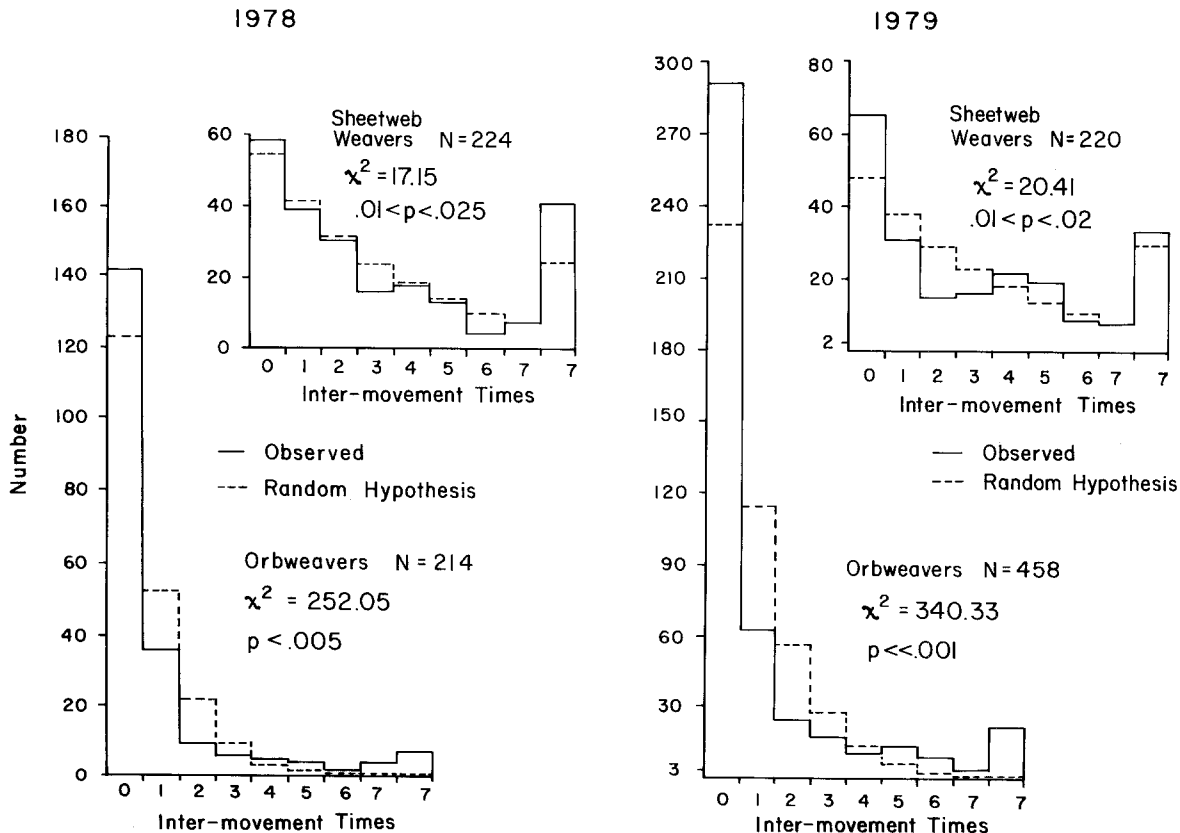 1978
180
160
140
120
100
80
60
40
20
0
Number
60
40
20
0
Sheetweb
Weavers N=224
χ² =17.15
.01<p<.025
0 1 2 3 4 5 6 7 7
Inter-movement Times
— Observed
--- Random Hypothesis
Orbweavers N=214
χ² = 252.05
p<.005
0 1 2 3 4 5 6 7 7
Inter-movement Times
1979
300
270
240
210
180
150
120
90
60
30
3
80
60
40
20
2
Sheetweb
Weavers N=220
χ² =20.41
.01<p<.02
0 1 2 3 4 5 6 7 7
Inter-movement Times
— Observed
--- Random Hypothesis
Orbweavers N=458
χ² =340.33
p<<.001
0 1 2 3 4 5 6 7 7
Inter-movement Times